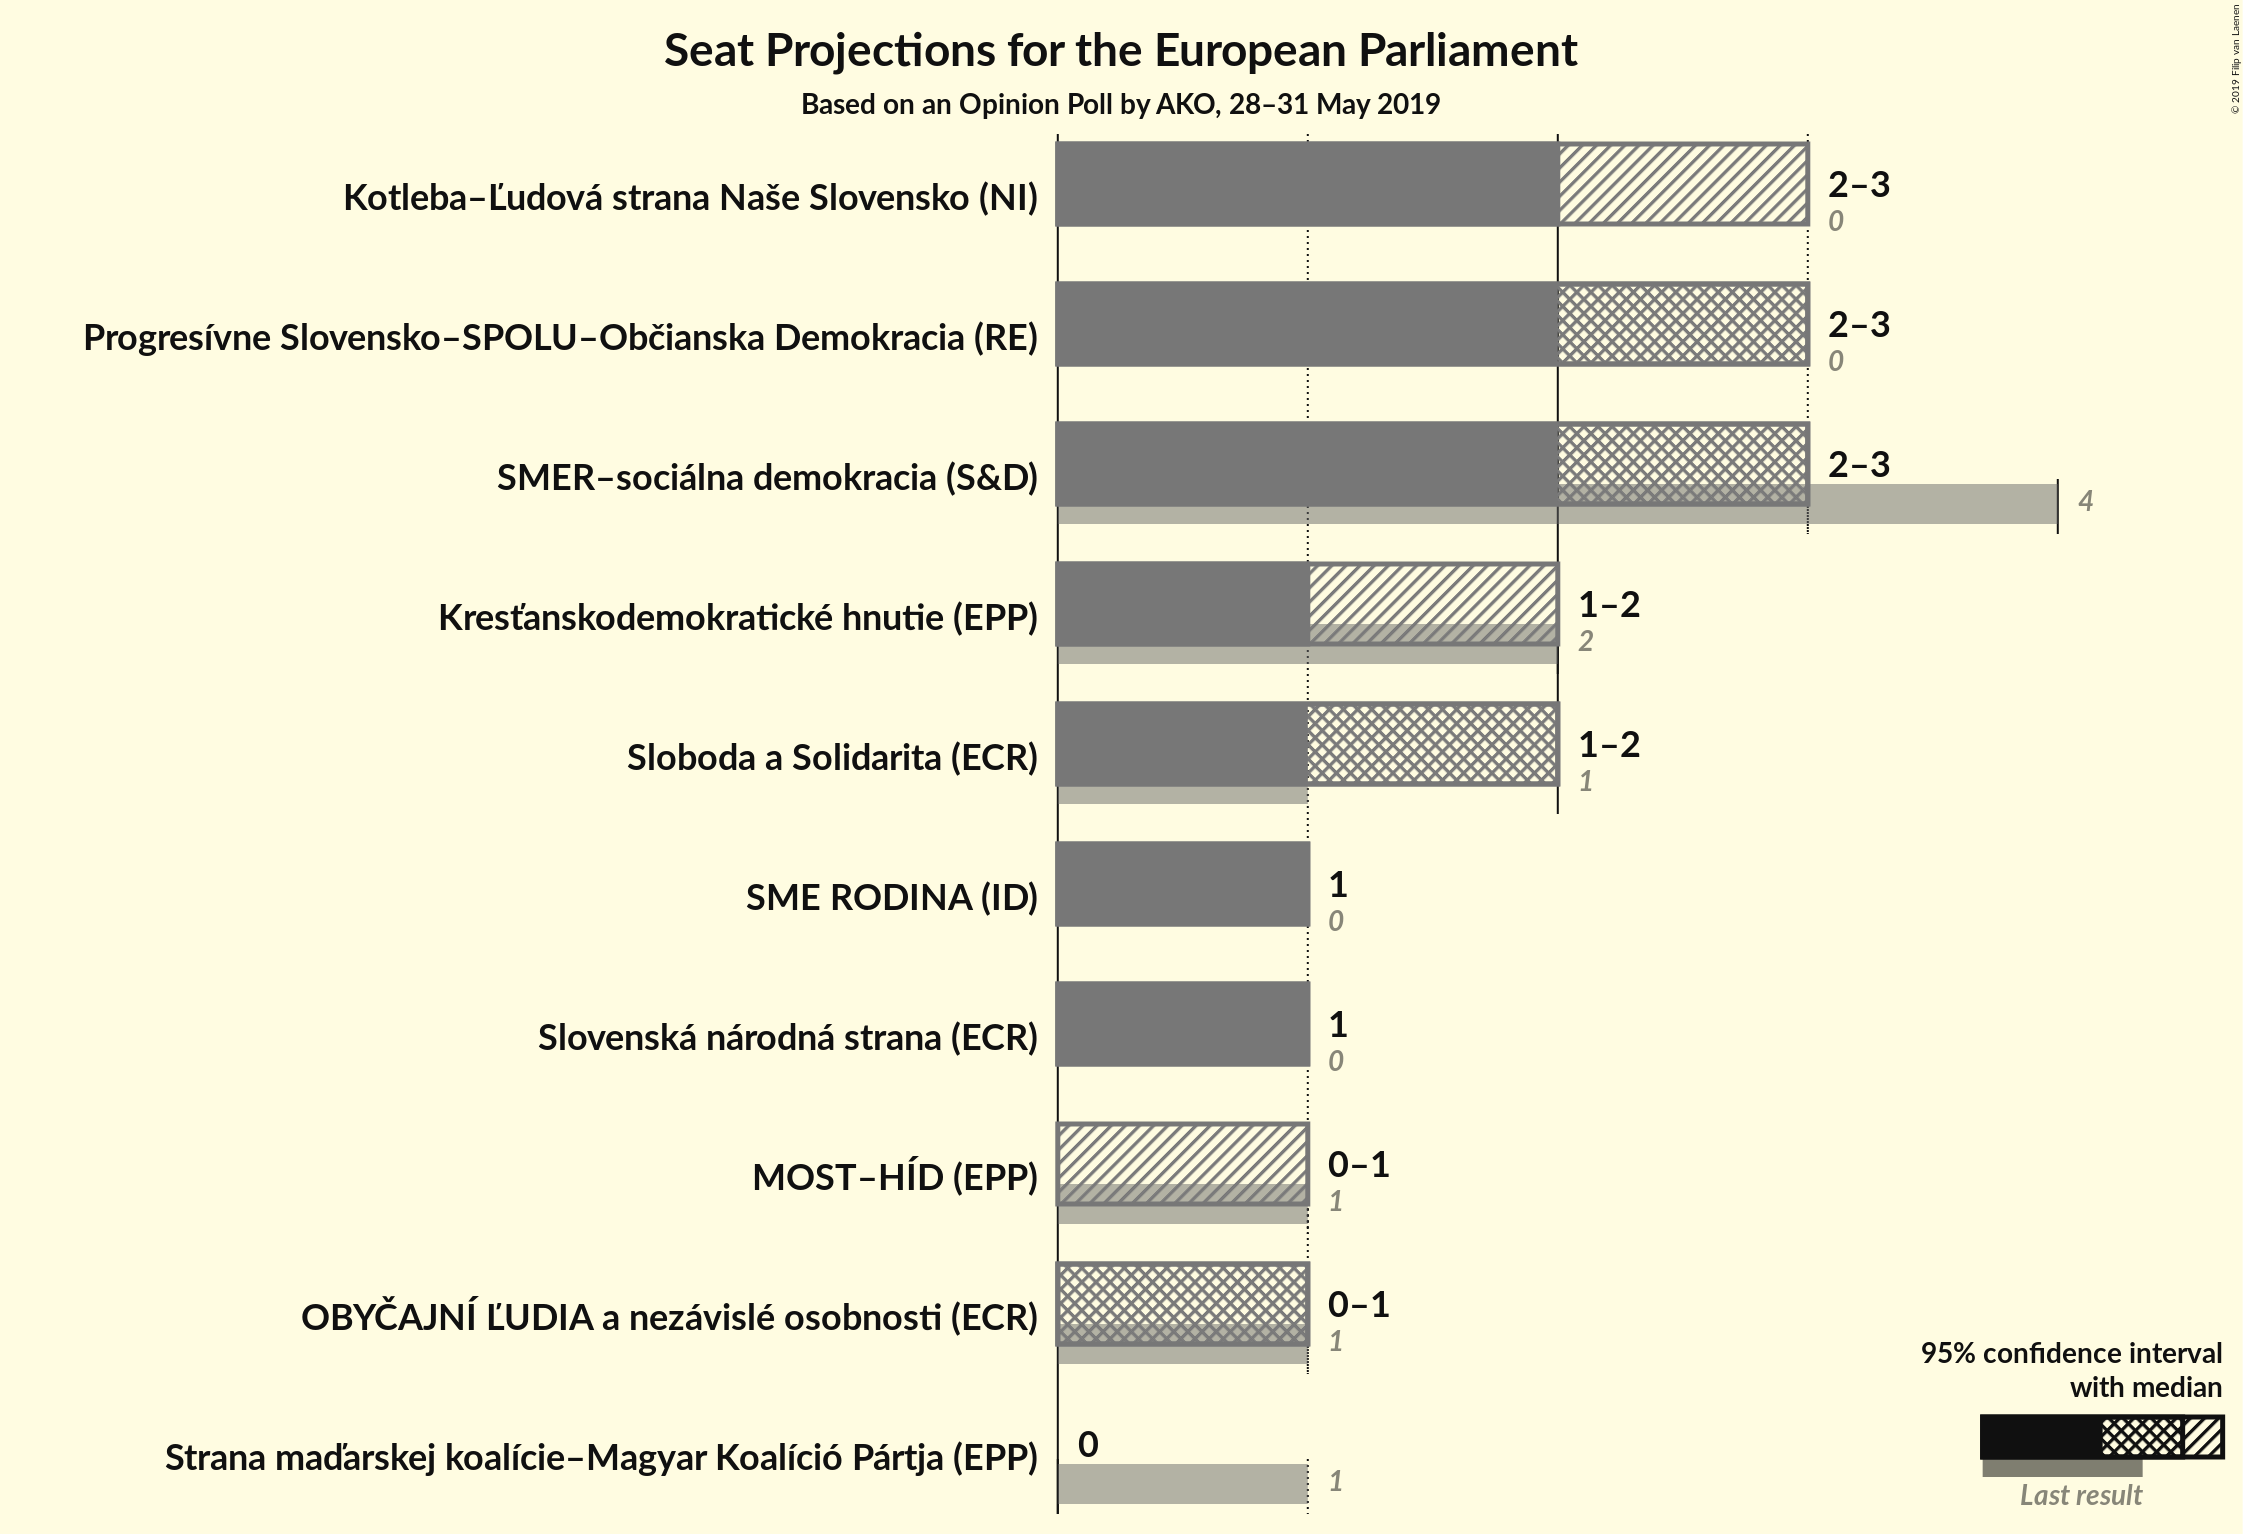 Seat Projections for the European Parliament
Based on an Opinion Poll by AKO, 28–31 May 2019
© 2019 Filip van Laenen
Kotleba–Ľudová strana Naše Slovensko (NI)
2–3
0
Progresívne Slovensko–SPOLU–Občianska Demokracia (RE)
2–3
0
SMER–sociálna demokracia (S&D)
2–3
4
Kresťanskodemokratické hnutie (EPP)
1–2
2
Sloboda a Solidarita (ECR)
1–2
1
SME RODINA (ID)
1
0
Slovenská národná strana (ECR)
1
0
MOST–HÍD (EPP)
0–1
1
OBYČAJNÍ ĽUDIA a nezávislé osobnosti (ECR)
0–1
1
Strana maďarskej koalície–Magyar Koalíció Pártja (EPP)
0
1
95% confidence interval
with median
Last result